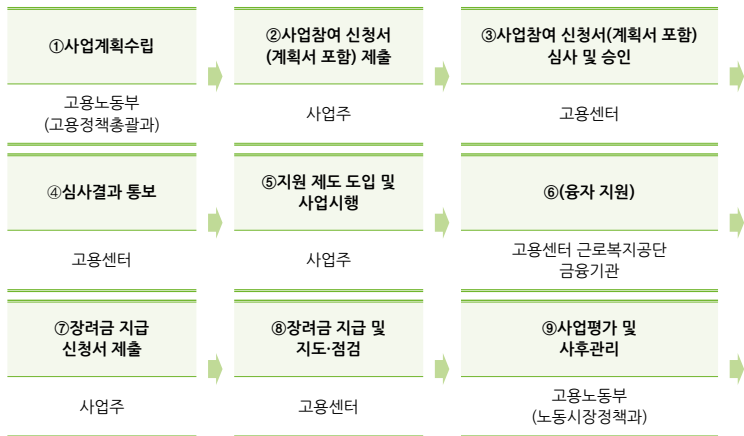 ①사업계획수립
고용노동부
(고용정책총괄과)
②사업참여 신청서
(계획서 포함) 제출
사업주
③사업참여 신청서(계획서 포함)
심사 및 승인
고용센터
④심사결과 통보
고용센터
⑤지원 제도 도입 및
사업시행
사업주
⑥(융자 지원)
고용센터 근로복지공단
금융기관
⑦장려금 지급
신청서 제출
사업주
⑧장려금 지급 및
지도·점검
고용센터
⑨사업평가 및
사후관리
고용노동부
(노동시장정책과)